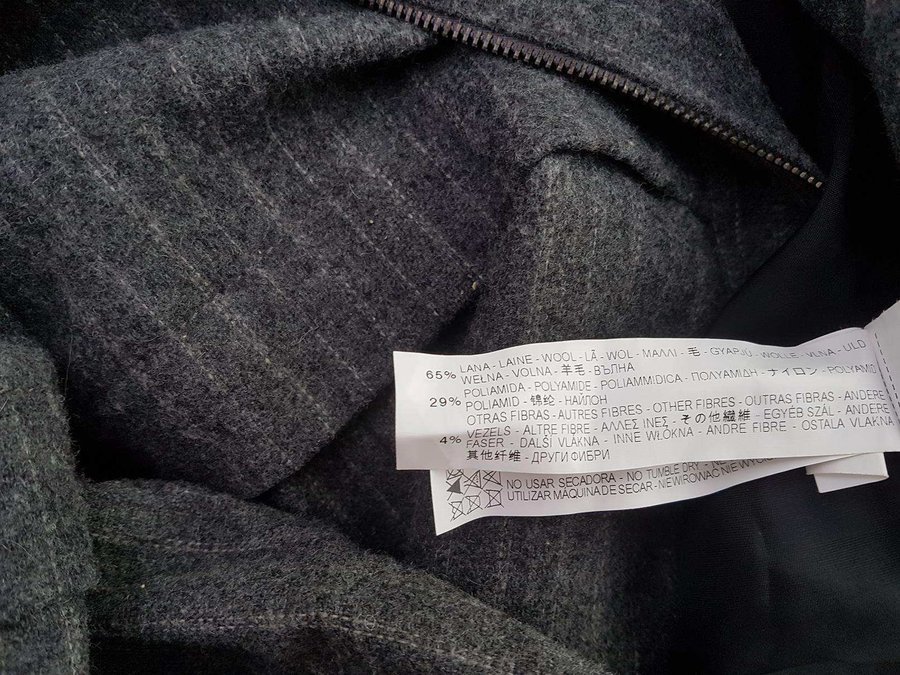 65% LANA - LAINE - WOOL - LÃ - WOL - ΜΑΛΛΙ - 毛 - GYAPJÚ - WOLLE - VLNA - ULD
WEŁNA - VOLNA - 羊毛 - ВЪЛНА
29% POLIAMIDA - POLYAMIDE - POLIAMMIDICA - ΠΟΛΥΑΜΙΔΗ - ナイロン - POLYAMID
POLIAMID - 锦纶 - НАЙЛОН
4% OTRAS FIBRAS - AUTRES FIBRES - OTHER FIBRES - OUTRAS FIBRAS - ANDERE
VEZELS - ALTRE FIBRE - ΑΛΛΕΣ ΙΝΕΣ - その他繊維 - EGYÉB SZÁL - ANDERE
FASER - DALŠÍ VLÁKNA - INNE WŁÓKNA - ANDRE FIBRE - OSTALA VLAKNA
其他纤维 - ДРУГИ ФИБРИ
NO USAR SECADORA - NO TUMBLE DRY -
UTILIZAR MAQUINA DE SECAR - NIEWIROWAC NIE WYCI